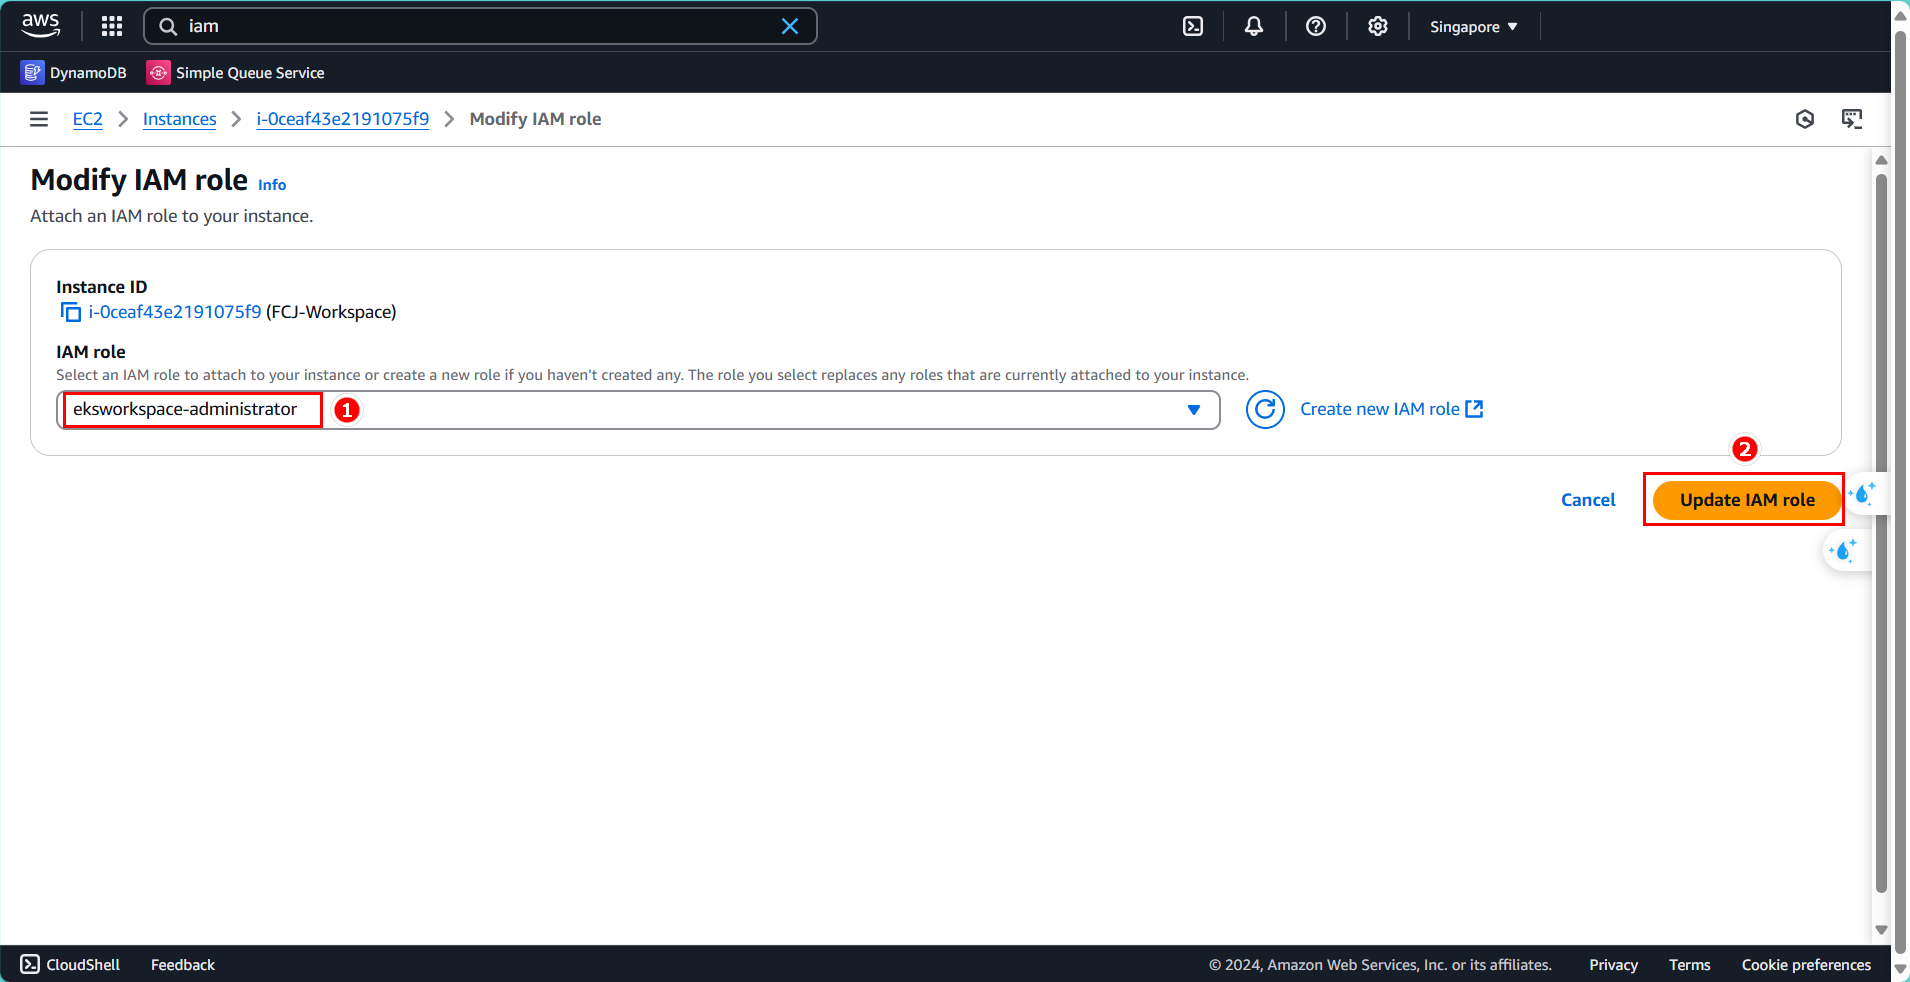 aws
iam
Singapore
DynamoDB
Simple Queue Service
EC2
Instances
i-0ceaf43e2191075f9
Modify IAM role
Modify IAM role Info
Attach an IAM role to your instance.
Instance ID
i-0ceaf43e2191075f9 (FCJ-Workspace)
IAM role
Select an IAM role to attach to your instance or create a new role if you haven't created any. The role you select replaces any roles that are currently attached to your instance.
eksworkspace-administrator
1
Create new IAM role
2
Cancel
Update IAM role
CloudShell
Feedback
© 2024, Amazon Web Services, Inc. or its affiliates.
Privacy
Terms
Cookie preferences